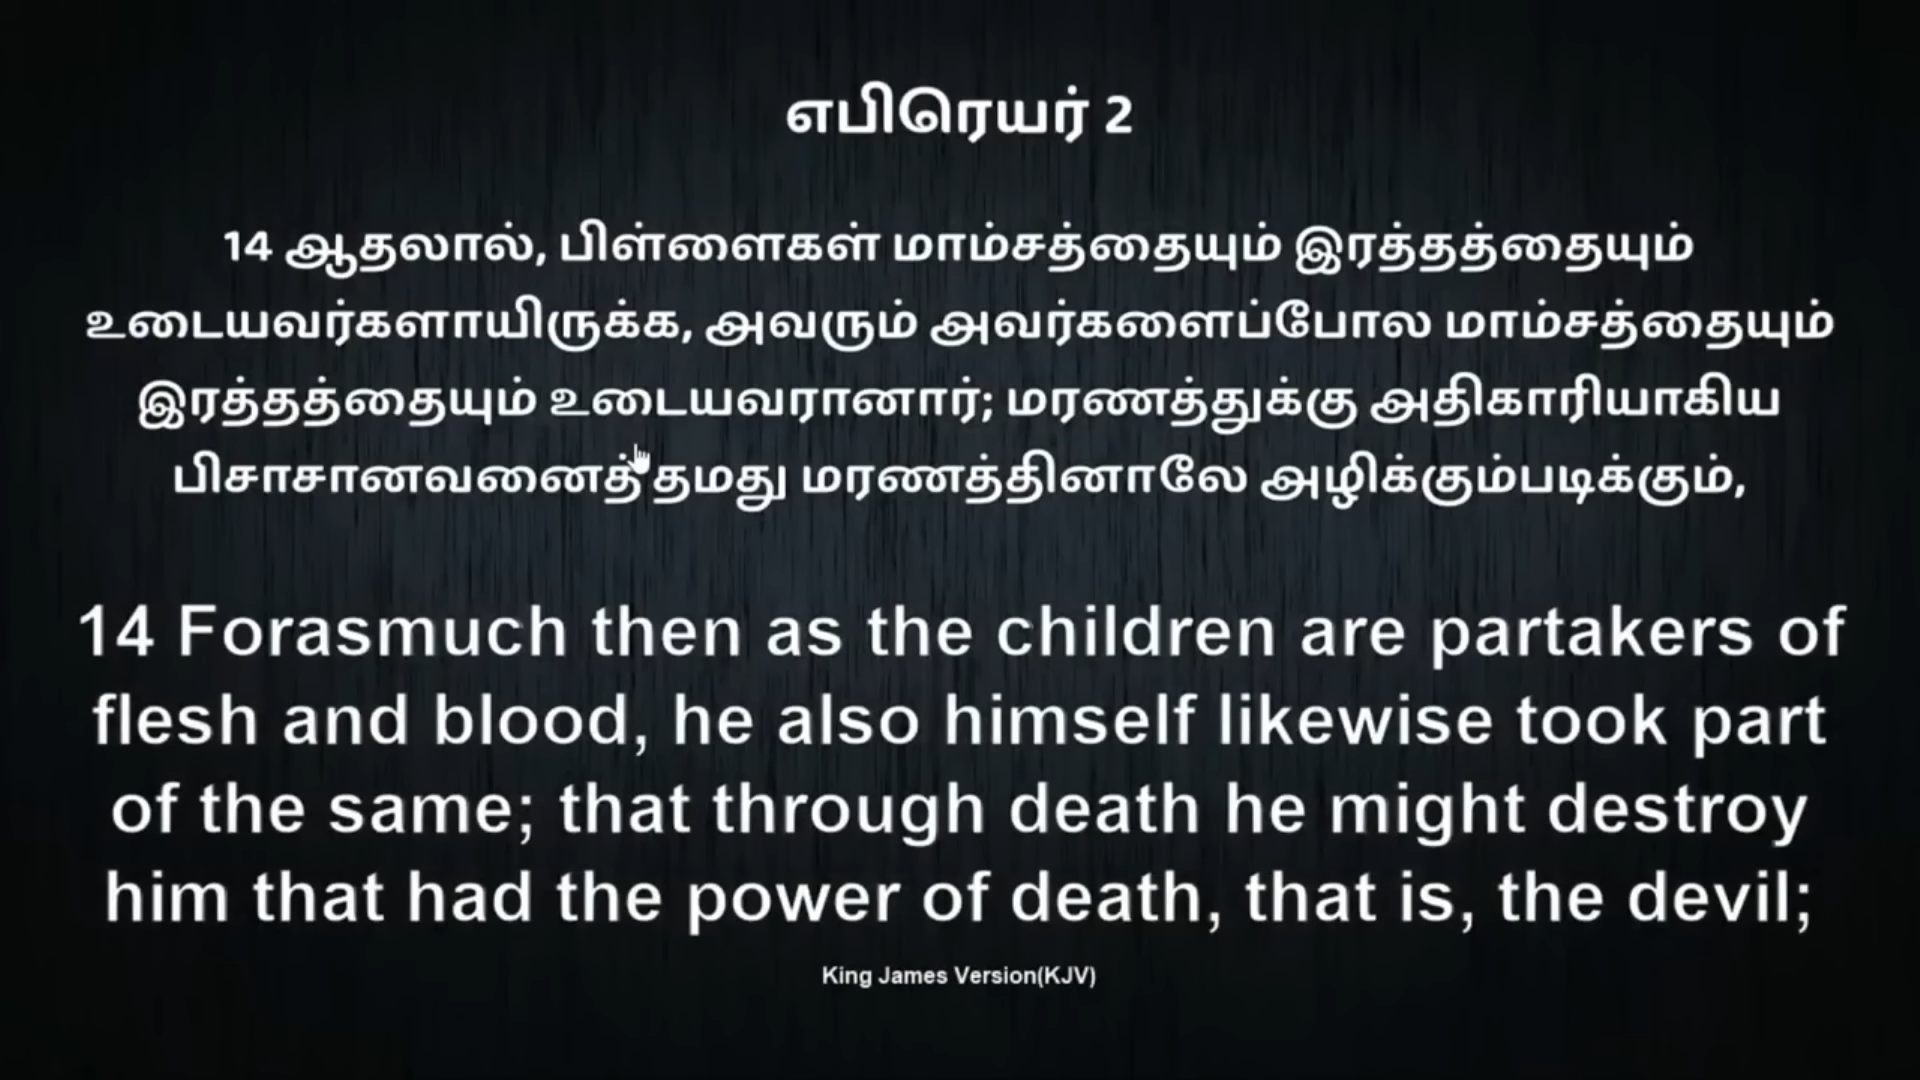 எபிரெயர் 2
14 ஆதலால், பிள்ளைகள் மாம்சத்தையும் இரத்தத்தையும்
உடையவர்களாயிருக்க, அவரும் அவர்களைப்போல மாம்சத்தையும்
இரத்தத்தையும் உடையவரானார்; மரணத்துக்கு அதிகாரியாகிய
பிசாசானவனைத் தமது மரணத்தினாலே அழிக்கும்படிக்கும்,
14 Forasmuch then as the children are partakers of
flesh and blood, he also himself likewise took part
of the same; that through death he might destroy
him that had the power of death, that is, the devil;
King James Version(KJV)